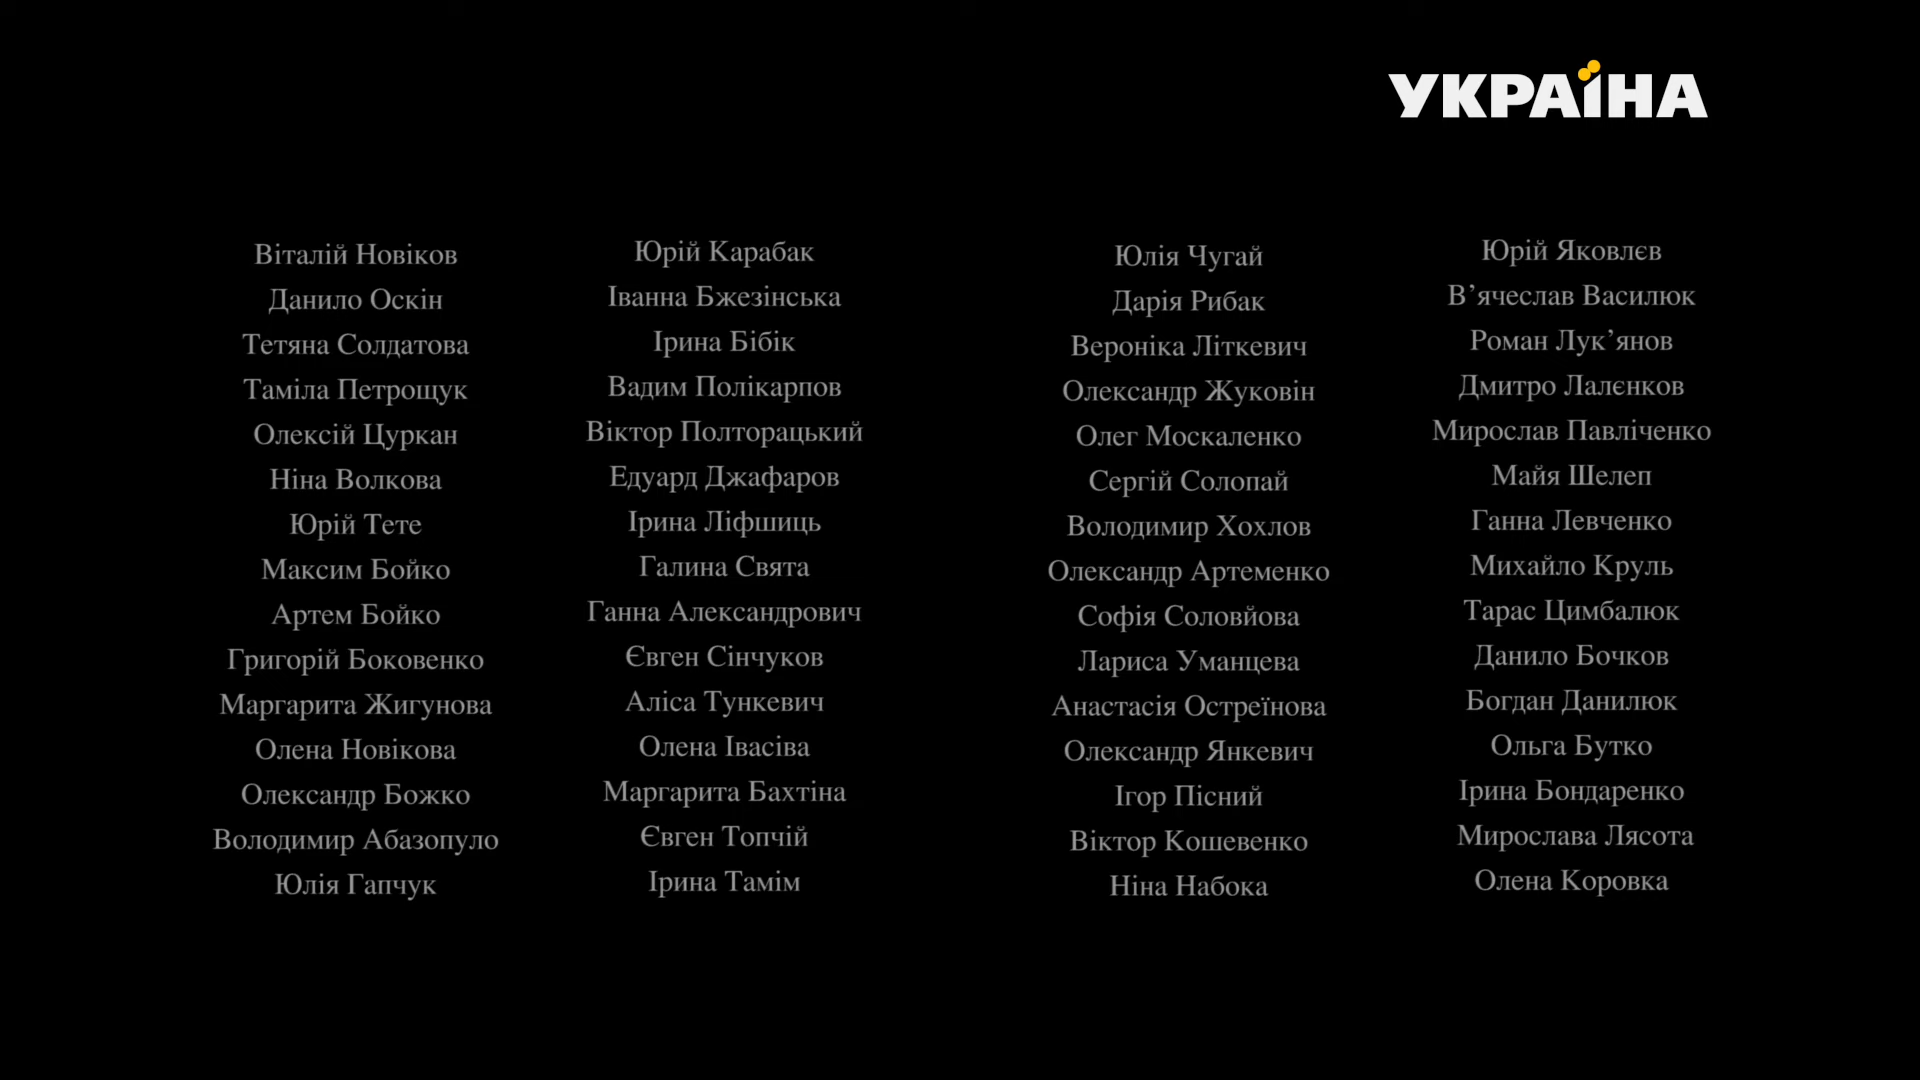 УКРАЇНА
Віталій Новіков
Данило Оскін
Тетяна Солдатова
Таміла Петрощук
Олексій Цуркан
Ніна Волкова
Юрій Тете
Максим Бойко
Артем Бойко
Григорій Боковенко
Маргарита Жигунова
Олена Новікова
Олександр Божко
Володимир Абазопуло
Юлія Гапчук
Юрій Карабак
Іванна Бжезінська
Ірина Бібік
Вадим Полікарпов
Віктор Полторацький
Едуард Джафаров
Ірина Ліфшиць
Галина Свята
Ганна Александрович
Євген Сінчуков
Аліса Тункевич
Олена Івасіва
Маргарита Бахтіна
Євген Топчій
Ірина Тамім
Юлія Чугай
Дарія Рибак
Вероніка Літкевич
Олександр Жуковін
Олег Москаленко
Сергій Солопай
Володимир Хохлов
Олександр Артеменко
Софія Соловйова
Лариса Уманцева
Анастасія Остреїнова
Олександр Янкевич
Ігор Пісний
Віктор Кошевенко
Ніна Набока
Юрій Яковлєв
В’ячеслав Василюк
Роман Лук’янов
Дмитро Лалєнков
Мирослав Павліченко
Майя Шелеп
Ганна Левченко
Михайло Круль
Тарас Цимбалюк
Данило Бочков
Богдан Данилюк
Ольга Бутко
Ірина Бондаренко
Мирослава Лясота
Олена Коровка